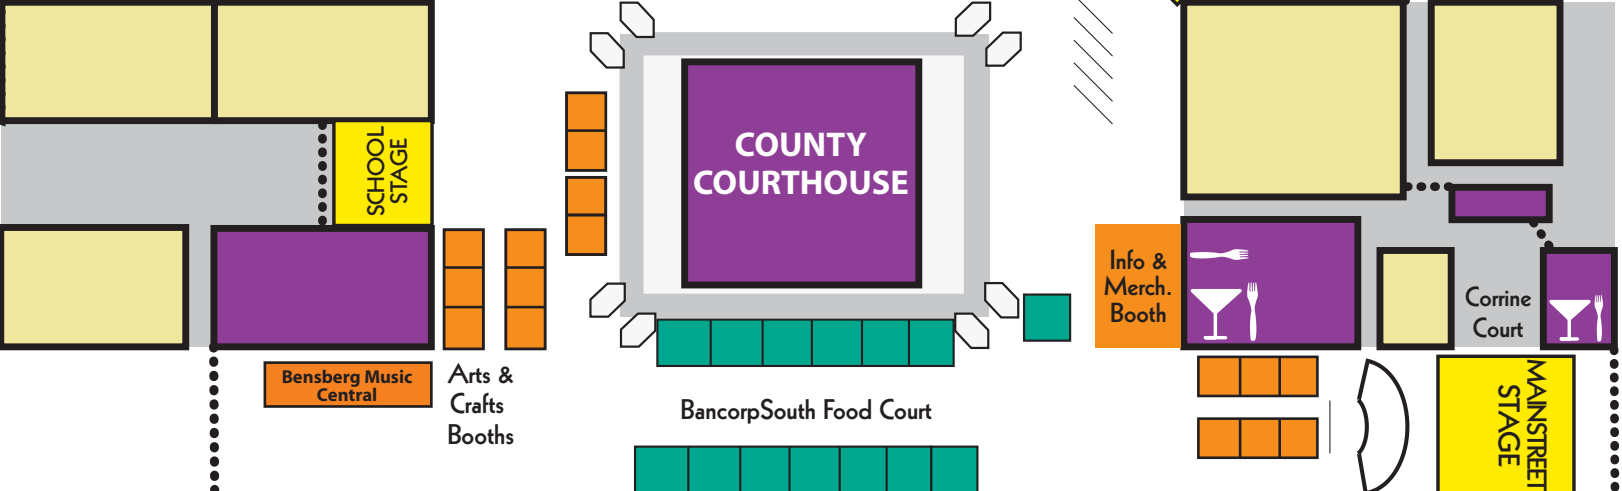 SCHOOL
STAGE
COUNTY
COURTHOUSE
Info &
Merch.
Booth
Corrine
Court
Bensberg Music
Central
Arts &
Crafts
Booths
BancorpSouth Food Court
MAINSTREET
STAGE